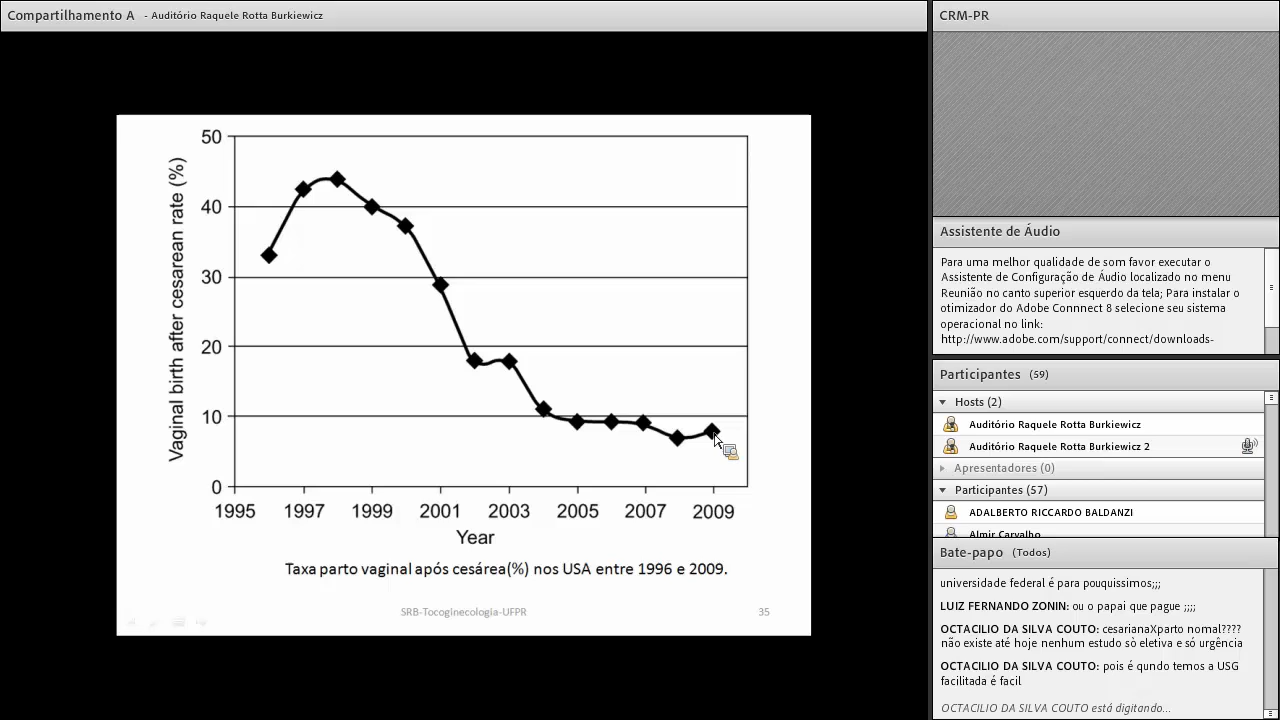 Compartilhamento A - Auditório Raquele Rotta Burkiewicz
50
40
30
20
10
0
Vaginal birth after cesarean rate (%)
1995 1997 1999 2001 2003 2005 2007 2009
Year
Taxa parto vaginal após cesárea(%) nos USA entre 1996 e 2009.
SRB-Tocoginecologia-UFPR 35
CRM-PR
Assistente de Áudio
Para uma melhor qualidade de som favor executar o
Assistente de Configuração de Áudio localizado no menu
Reunião no canto superior esquerdo da tela; Para instalar o
otimizador do Adobe Connnect 8 selecione seu sistema
operacional no link:
http://www.adobe.com/support/connect/downloads-
Participantes (59)
Hosts (2)
Auditório Raquele Rotta Burkiewicz
Auditório Raquele Rotta Burkiewicz 2
Apresentadores (0)
Participantes (57)
ADALBERTO RICCARDO BALDANZI
Almir Carvalho
Bate-papo (Todos)
universidade federal é para pouquissimos;;;
LUIZ FERNANDO ZONIN: ou o papai que pague ;;;;
OCTACILIO DA SILVA COUTO: cesarianaXparto nomal????
não existe até hoje nenhum estudo sò eletiva e só urgência
OCTACILIO DA SILVA COUTO: pois é qundo temos a USG
facilitada é facil
OCTACILIO DA SILVA COUTO está digitando...